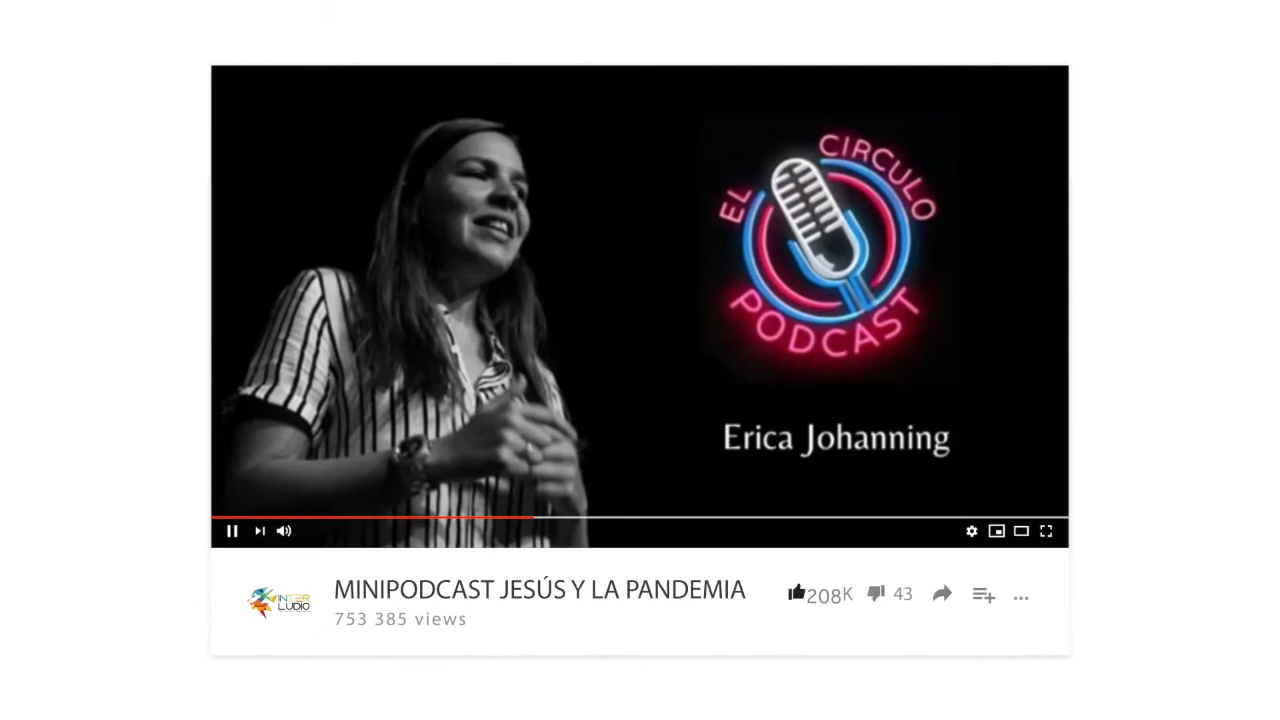 EL CIRCULO
PODCAST
Erica Johanning
INTER
LUDIO
MINIPODCAST JESÚS Y LA PANDEMIA
208K
43
753 385 views